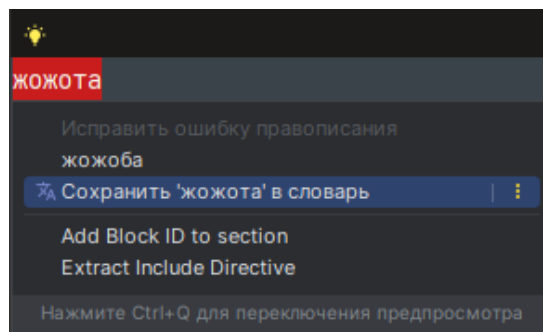 жожота
Исправить ошибку правописания
жожоба
Сохранить 'жожота' в словарь
Add Block ID to section
Extract Include Directive
Нажмите Ctrl+Q для переключения предпросмотра